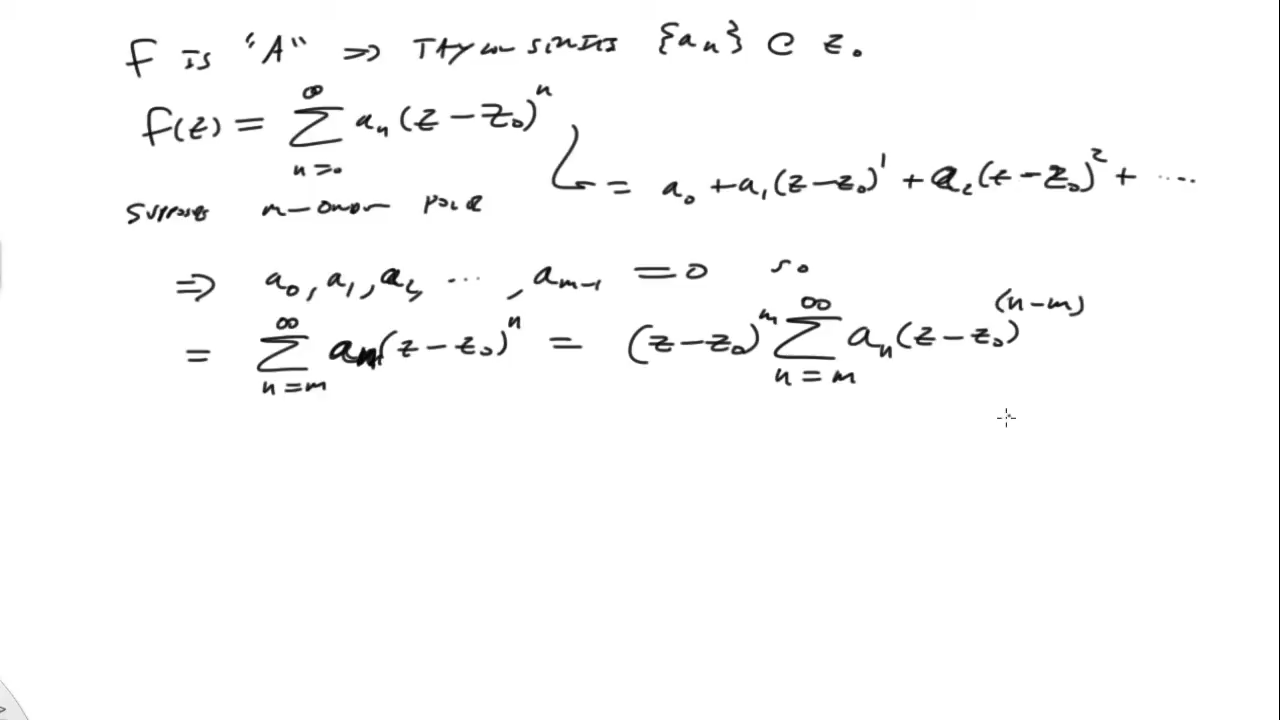 F is "A" ⇒ Taylor series {aₙ} @ z₀
f(z) = ∑_{n=0}^{∞} aₙ(z−z₀)ⁿ
= a₀ + a₁(z−z₀)¹ + a₂(z−z₀)² + ....
Suppose m-order pole
⇒ a₀, a₁, a₂, ..., a_{m−1} = 0 so
= ∑_{n=m}^{∞} aₙ(z−z₀)ⁿ = (z−z₀)^m ∑_{n=m}^{∞} aₙ(z−z₀)^{(n−m)}